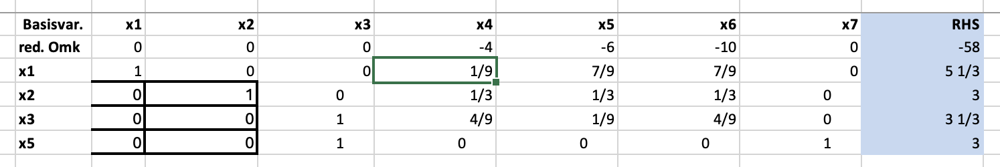 Basisvar. x1 x2 x3 x4 x5 x6 x7 RHS
red. Omk 0 0 0 -4 -6 -10 0 -58
x1 1 0 0 1/9 7/9 7/9 0 5 1/3
x2 0 1 0 1/3 1/3 1/3 0 3
x3 0 0 1 4/9 1/9 4/9 0 3 1/3
x5 0 0 1 0 0 0 1 3